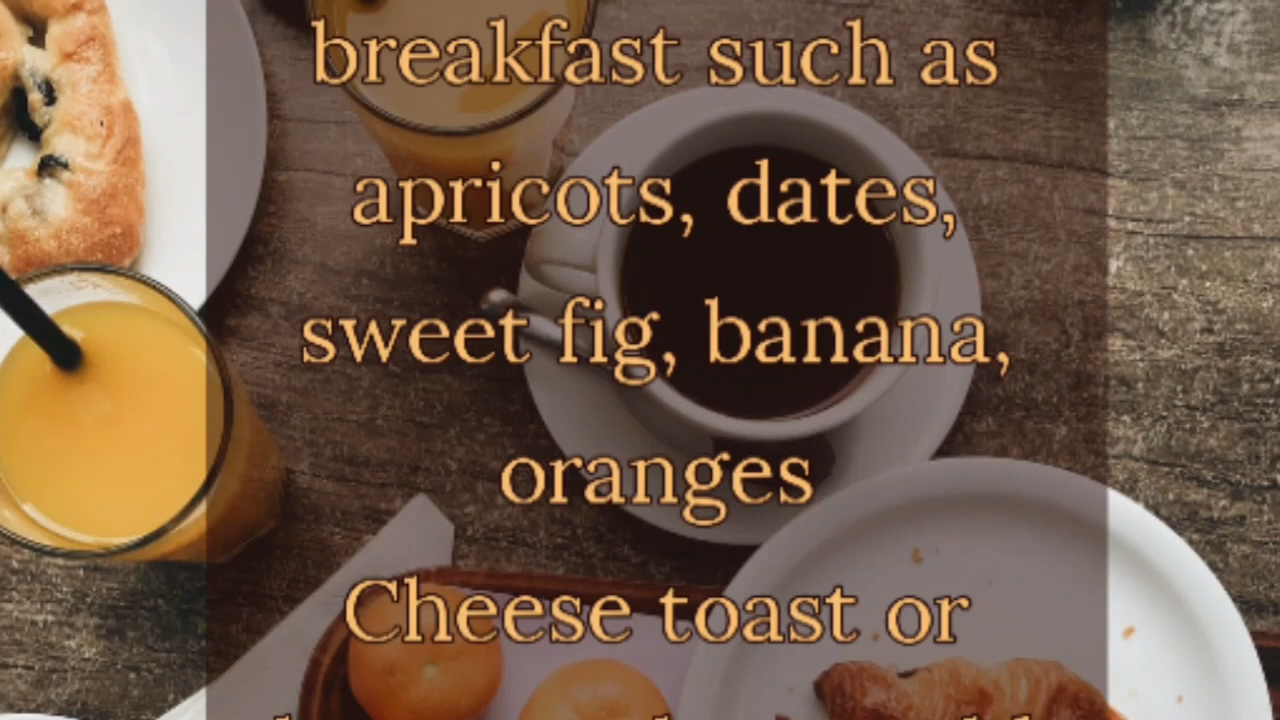 breakfast such as
apricots, dates,
sweet fig, banana,
oranges
Cheese toast or